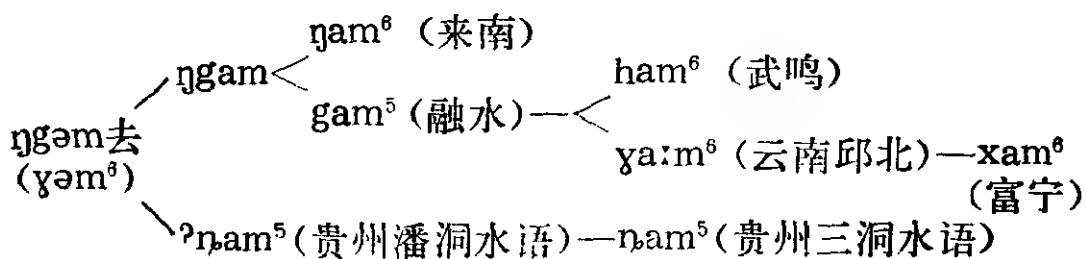 ŋam⁶ (来南)
ŋgam
ham⁶ (武鸣)
gam⁵ (融水)
ŋgəm去
(ɣəm⁶)
ɣaːm⁶ (云南邱北)—xam⁶
(富宁)
ˀȵam⁵(贵州潘洞水语)—ȵam⁵(贵州三洞水语)